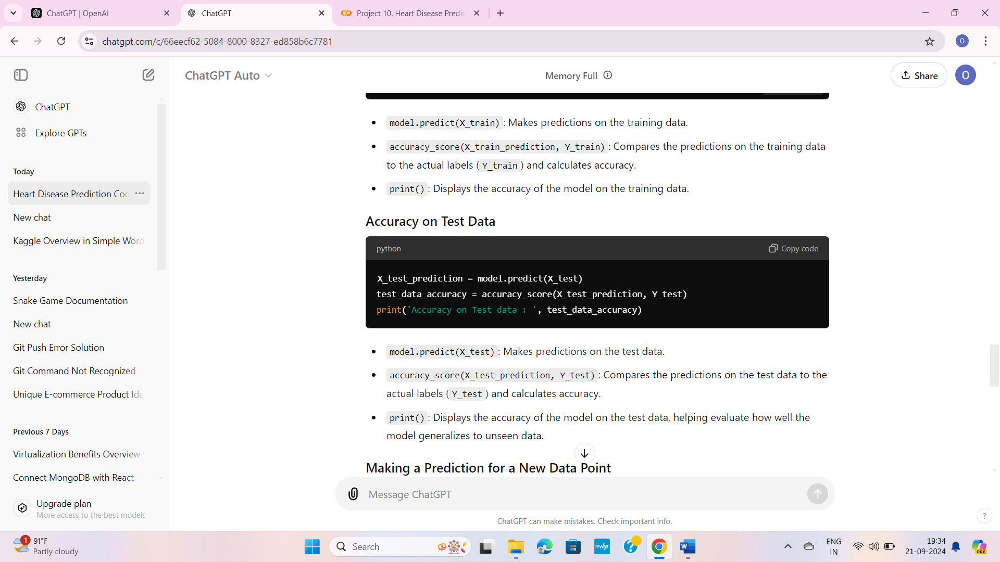 ChatGPT | OpenAI
ChatGPT
Project 10. Heart Disease Predic
chatgpt.com/c/66eecf62-5084-8000-8327-ed858b6c7781
O
ChatGPT Auto
Memory Full
Share
O
ChatGPT
Explore GPTs
Today
Heart Disease Prediction Cod
New chat
Kaggle Overview in Simple Word
Yesterday
Snake Game Documentation
New chat
Git Push Error Solution
Git Command Not Recognized
Unique E-commerce Product Ide
Previous 7 Days
Virtualization Benefits Overview
Connect MongoDB with React
Upgrade plan
More access to the best models
model.predict(X_train): Makes predictions on the training data.
accuracy_score(X_train_prediction, Y_train): Compares the predictions on the training data
to the actual labels (Y_train) and calculates accuracy.
print(): Displays the accuracy of the model on the training data.
Accuracy on Test Data
python
Copy code
X_test_prediction = model.predict(X_test)
test_data_accuracy = accuracy_score(X_test_prediction, Y_test)
print('Accuracy on Test data : ', test_data_accuracy)
model.predict(X_test): Makes predictions on the test data.
accuracy_score(X_test_prediction, Y_test): Compares the predictions on the test data to the
actual labels (Y_test) and calculates accuracy.
print(): Displays the accuracy of the model on the test data, helping evaluate how well the
model generalizes to unseen data.
Making a Prediction for a New Data Point
Message ChatGPT
ChatGPT can make mistakes. Check important info.
?
1
91°F
Partly cloudy
Search
myhp
?
W
ENG
IN
19:34
21-09-2024
PRE